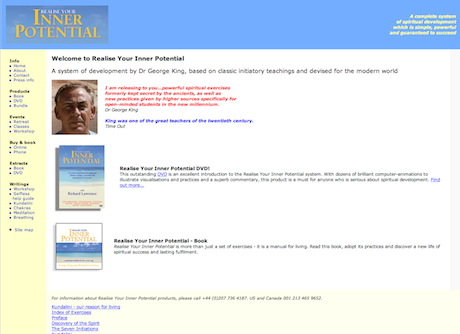 REALISE YOUR
INNER
POTENTIAL
A complete system
of spiritual development
which is simple, powerful
and guaranteed to succeed
Info
Home
About
Contact
Press info
Products
Book
DVD
Bundle
Events
Retreat
Classes
Workshop
Buy & book
Online
Phone
Extracts
Book
DVD
Writings
Workshop
Selfless
help guide
Kundalini
Chakras
Meditation
Breathing
Site map
Welcome to Realise Your Inner Potential
A system of development by Dr George King, based on classic initiatory teachings and devised for the modern world
I am releasing to you...powerful spiritual exercises
formerly kept secret by the ancients, as well as
new practices given by higher sources specifically for
open-minded students in the new millennium.
Dr George King
King was one of the great teachers of the twentieth century.
Time Out
INNER
POTENTIAL
Richard Lawrence
Realise Your Inner Potential DVD!
This outstanding DVD is an excellent introduction to the Realise Your Inner Potential system. With dozens of brilliant computer-animations to
illustrate visualisations and practices and a superb commentary, this product is a must for anyone who is serious about spiritual development. Find
out more...
INNER
POTENTIAL
Realise Your Inner Potential - Book
Realise Your Inner Potential is more than just a set of exercises - it is a manual for living. Read this book, adopt its practices and discover a new life of
spiritual success and lasting fulfilment.
For information about Realise Your Inner Potential products, please call +44 (0)207 736 4187. US and Canada 001 213 465 9652.
Kundalini - our reason for living
Index of Exercises
Preface
Discovery of the Spirit
The Seven Initiations